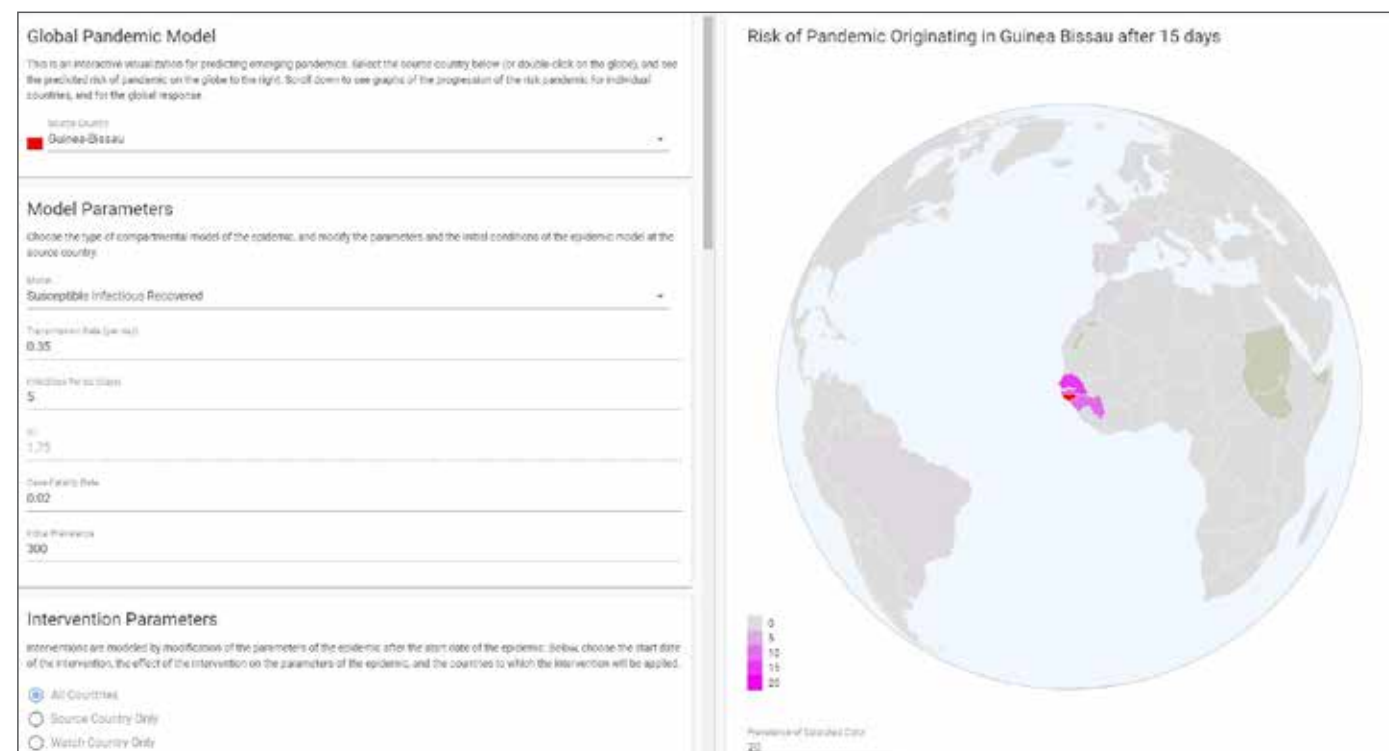 Global Pandemic Model
This is an interactive visualization for predicting emerging pandemics. Select the source country below (or double-click on the globe), and see
the predicted risk of pandemic on the globe to the right. Scroll down to see graphs of the progression of the risk pandemic for individual
countries, and for the global response
Source Country
Guinea-Bissau
Model Parameters
Choose the type of compartmental model of the epidemic, and modify the parameters and the initial conditions of the epidemic model at the
source country.
Model
Susceptible Infectious Recovered
Transmission Rate (per day)
0.35
Infectious Period (days)
5
1.75
Case Fatality Rate
0.02
Initial Prevalence
300
Intervention Parameters
Interventions are modeled by modification of the parameters of the epidemic after the start date of the epidemic. Below, choose the start date
of the intervention, the effect of the intervention on the parameters of the epidemic, and the countries to which the intervention will be applied.
All Countries
Source Country Only
Watch Country Only
Risk of Pandemic Originating in Guinea Bissau after 15 days
0
5
10
15
20
Prevalence of
20